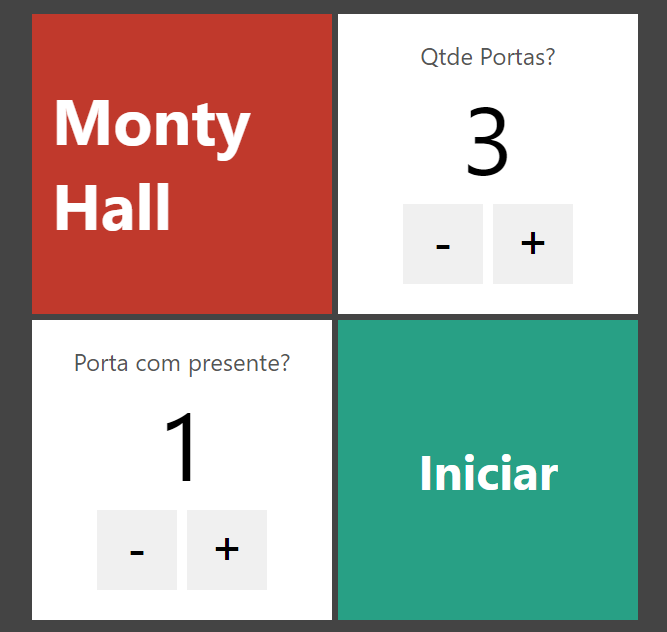 Monty
Hall
Qtde Portas?
3
- +
Porta com presente?
1
- +
Iniciar